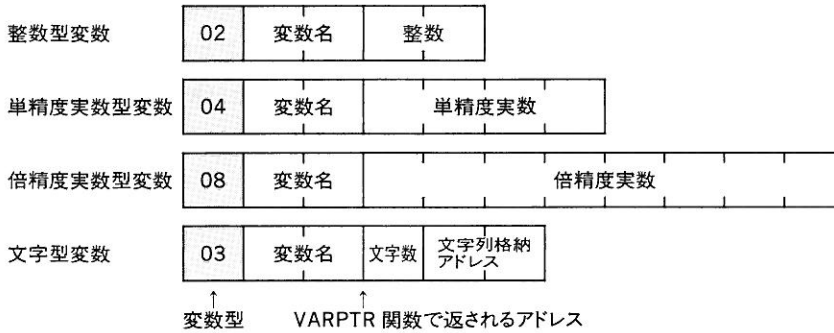 整数型変数 02 変数名 整数
単精度実数型変数 04 変数名 単精度実数
倍精度実数型変数 08 変数名 倍精度実数
文字型変数 03 変数名 文字数 文字列格納
アドレス
↑ ↑
変数型 VARPTR 関数で返されるアドレス